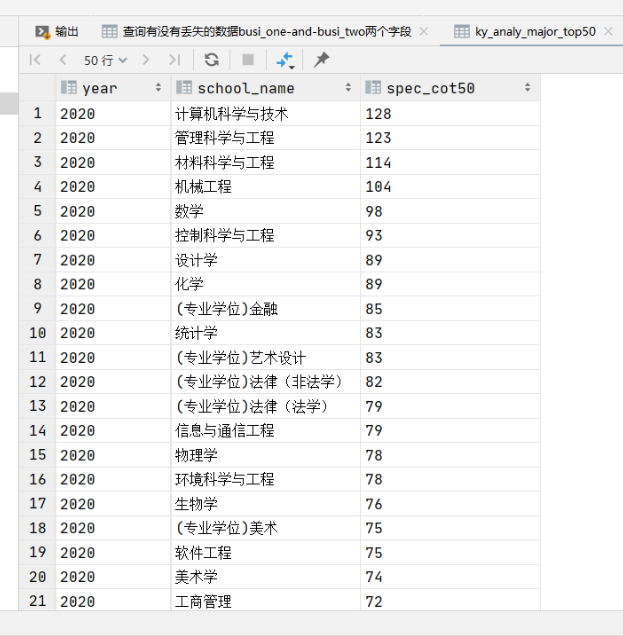 输出 查询有没有丢失的数据busi_one-and-busi_two两个字段 ky_analy_major_top50
50 行
year school_name spec_cot50
1 2020 计算机科学与技术 128
2 2020 管理科学与工程 123
3 2020 材料科学与工程 114
4 2020 机械工程 104
5 2020 数学 98
6 2020 控制科学与工程 93
7 2020 设计学 89
8 2020 化学 89
9 2020 (专业学位)金融 85
10 2020 统计学 83
11 2020 (专业学位)艺术设计 83
12 2020 (专业学位)法律（非法学） 82
13 2020 (专业学位)法律（法学） 79
14 2020 信息与通信工程 79
15 2020 物理学 78
16 2020 环境科学与工程 78
17 2020 生物学 76
18 2020 (专业学位)美术 75
19 2020 软件工程 75
20 2020 美术学 74
21 2020 工商管理 72